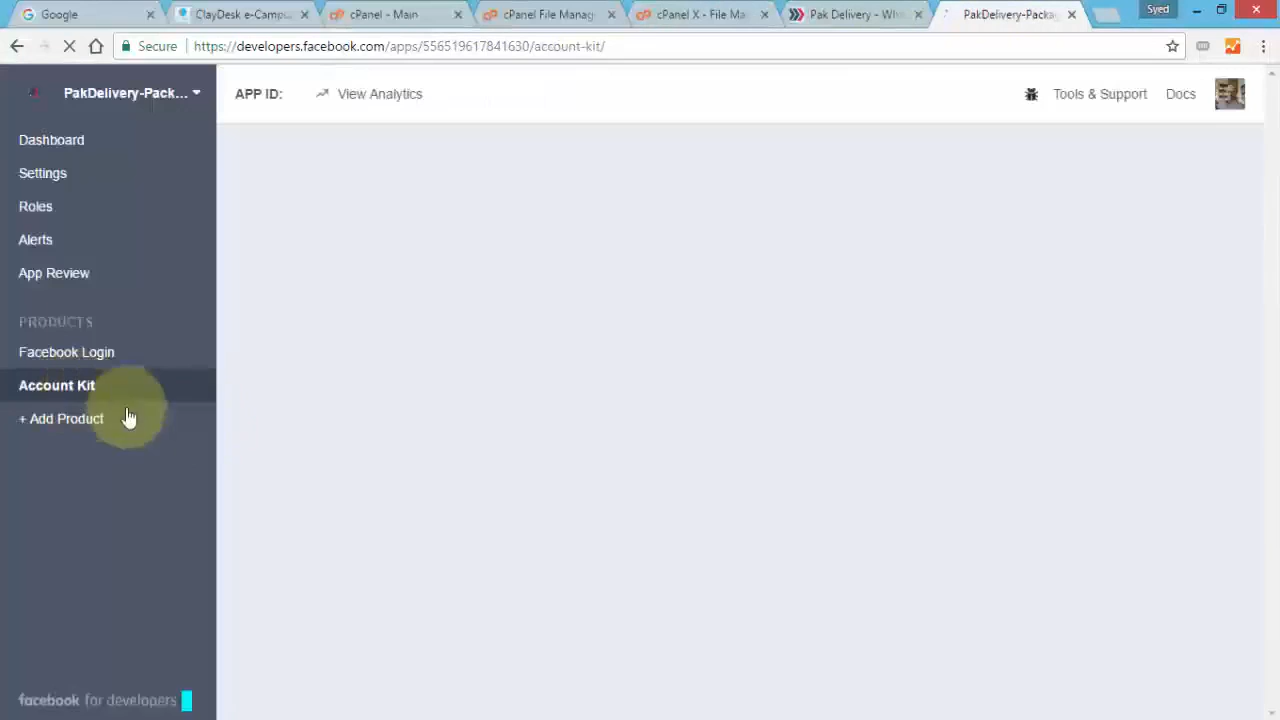 Google
ClayDesk e-Camp
cPanel - Main
cPanel File Manag
cPanel X - File Ma
Pak Delivery - WI
PakDelivery-Packa
Syed
Secure
https://developers.facebook.com/apps/556519617841630/account-kit/
PakDelivery-Pack...
APP ID:
View Analytics
Tools & Support
Docs
Dashboard
Settings
Roles
Alerts
App Review
PRODUCTS
Facebook Login
Account Kit
+ Add Product
facebook for developers